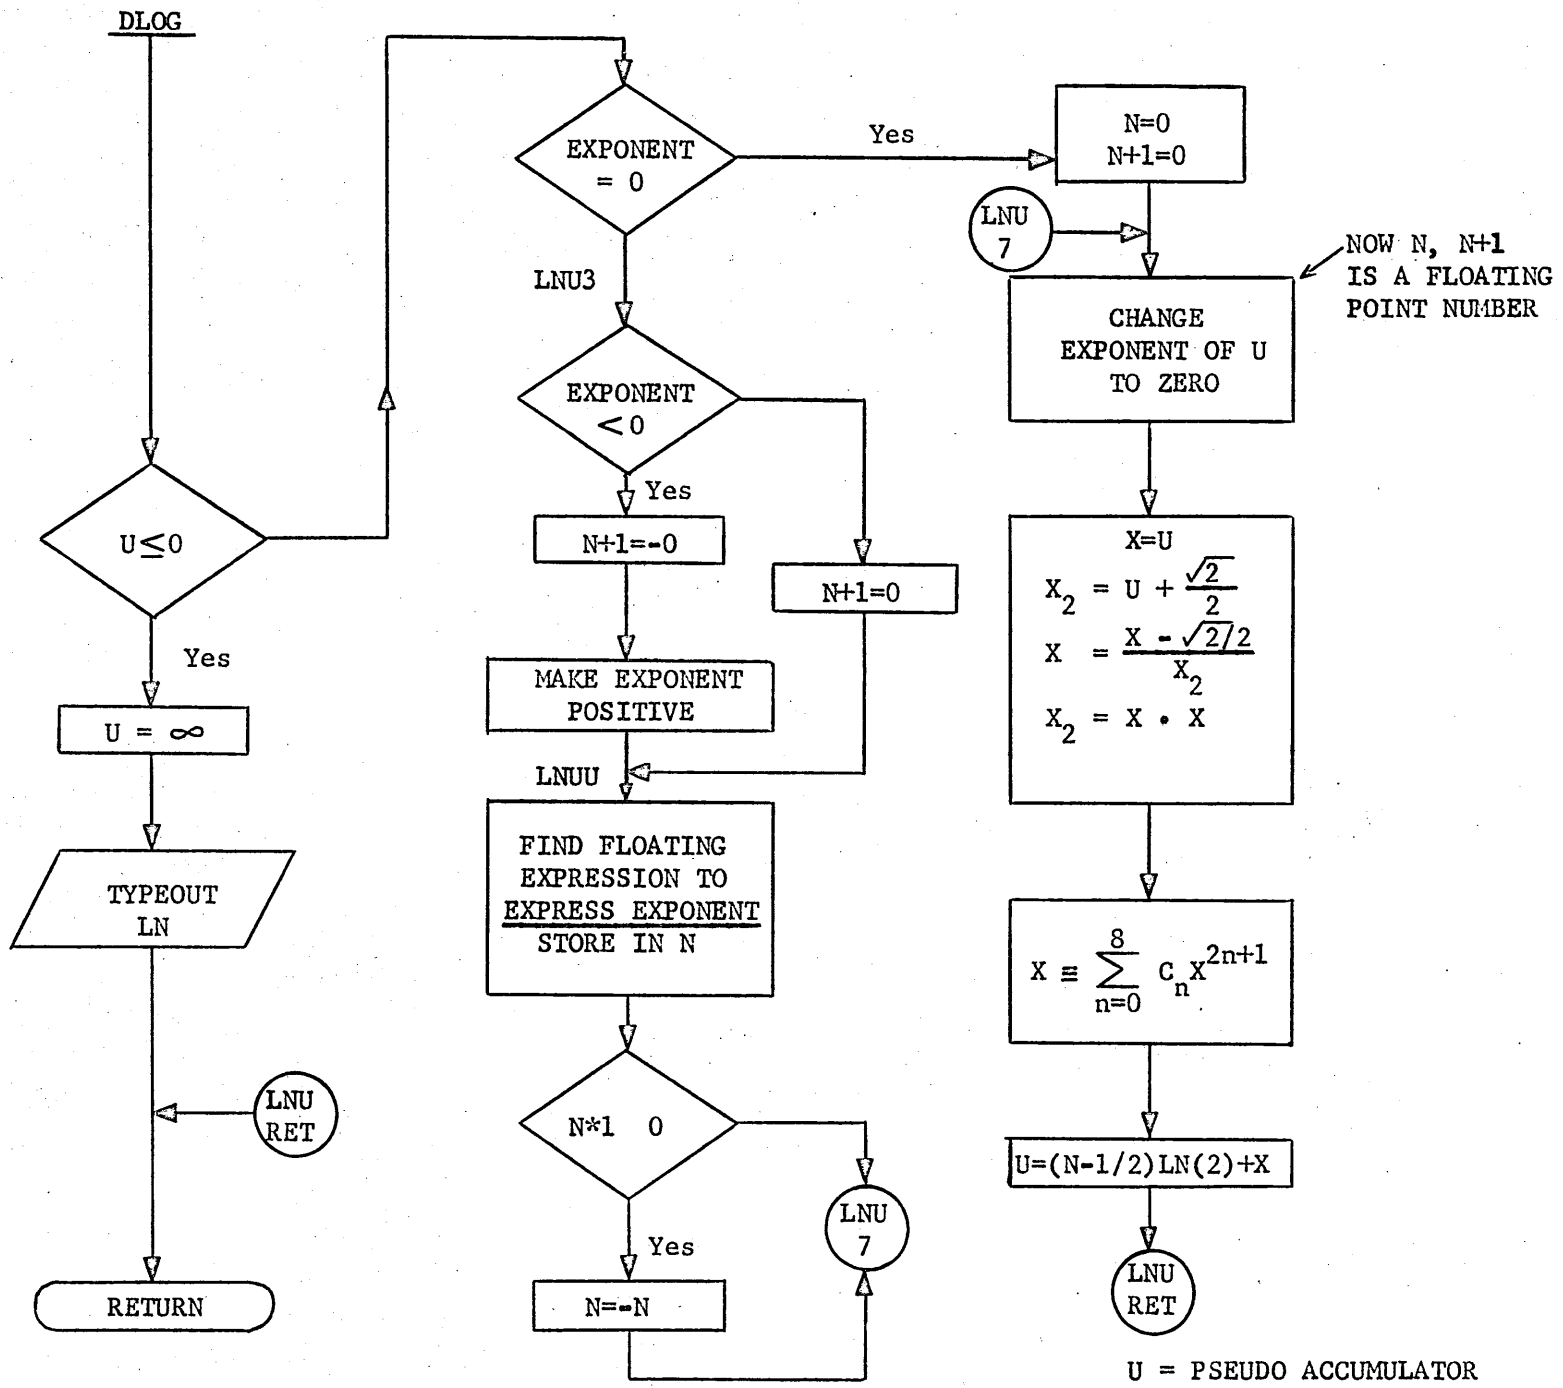 DLOG
U≤0
Yes
U = ∞
TYPEOUT
LN
LNU
RET
RETURN
EXPONENT
= 0
Yes
LNU3
EXPONENT
<0
Yes
N+1=-0
N+1=0
MAKE EXPONENT
POSITIVE
LNUU
FIND FLOATING
EXPRESSION TO
EXPRESS EXPONENT
STORE IN N
N*1 0
Yes
LNU
7
N=-N
N=0
N+1=0
LNU
7
NOW N, N+1
IS A FLOATING
POINT NUMBER
CHANGE
EXPONENT OF U
TO ZERO
X=U
X₂ = U + √2/2
X = (X - √2/2)/X₂
X₂ = X • X
X ≡ ∑_{n=0}^{8} C_n X^{2n+1}
U=(N-1/2)LN(2)+X
LNU
RET
U = PSEUDO ACCUMULATOR